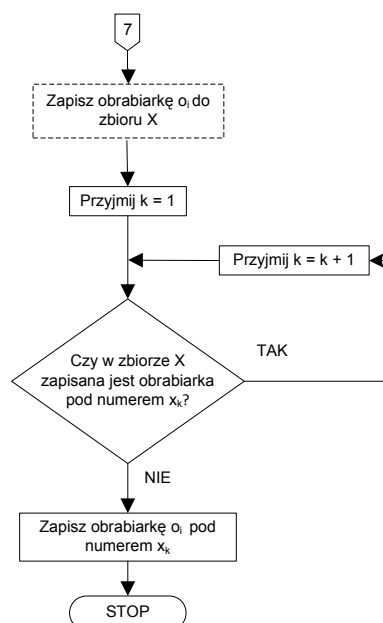 7
Zapisz obrabiarkę oᵢ do
zbioru X
Przyjmij k = 1
Przyjmij k = k + 1
Czy w zbiorze X
zapisana jest obrabiarka
pod numerem xₖ?
TAK
NIE
Zapisz obrabiarkę oᵢ pod
numerem xₖ
STOP